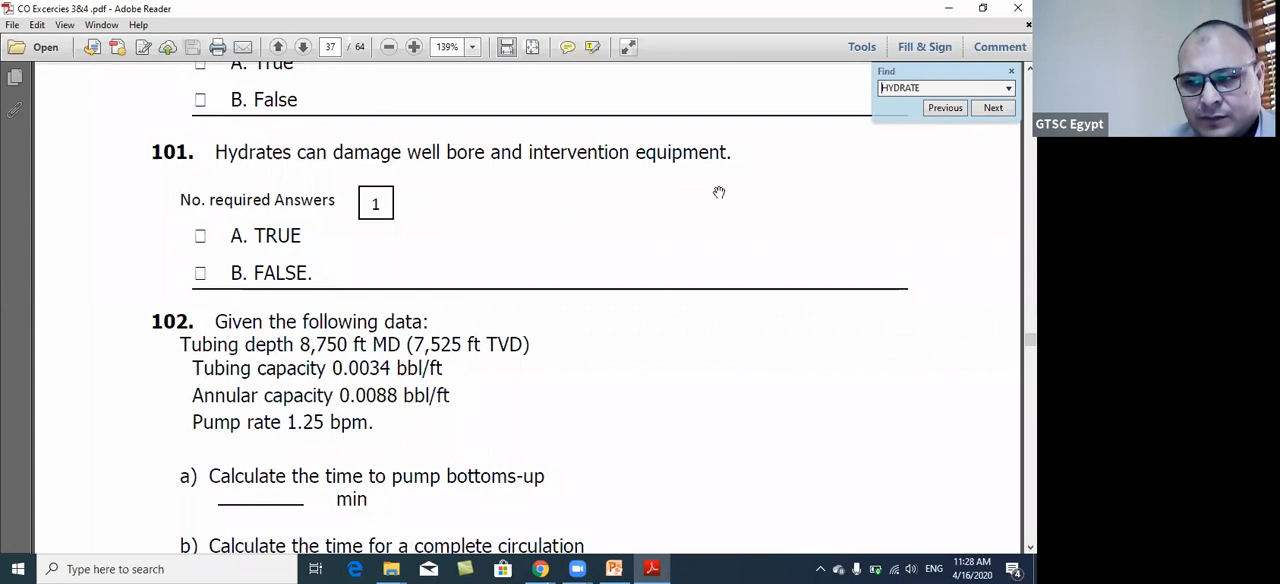 CO Excercies 3&4 .pdf - Adobe Reader
File Edit View Window Help
Open 37 / 64 139% Tools Fill & Sign Comment
Find
HYDRATE
Previous Next
A. True
B. False
101. Hydrates can damage well bore and intervention equipment.
No. required Answers 1
A. TRUE
B. FALSE.
102. Given the following data:
Tubing depth 8,750 ft MD (7,525 ft TVD)
Tubing capacity 0.0034 bbl/ft
Annular capacity 0.0088 bbl/ft
Pump rate 1.25 bpm.
a) Calculate the time to pump bottoms-up
min
b) Calculate the time for a complete circulation
GTSC Egypt
Type here to search
ENG
11:28 AM
4/16/2020
4